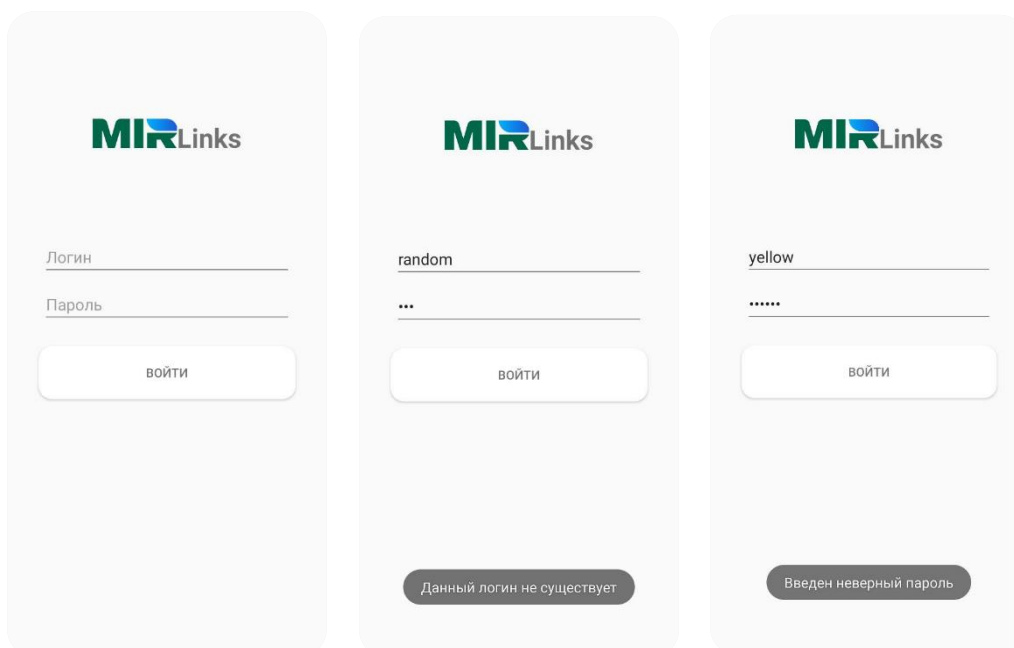 MIRLinks
Логин
Пароль
ВОЙТИ
MIRLinks
random
•••
ВОЙТИ
Данный логин не существует
MIRLinks
yellow
••••••
ВОЙТИ
Введен неверный пароль